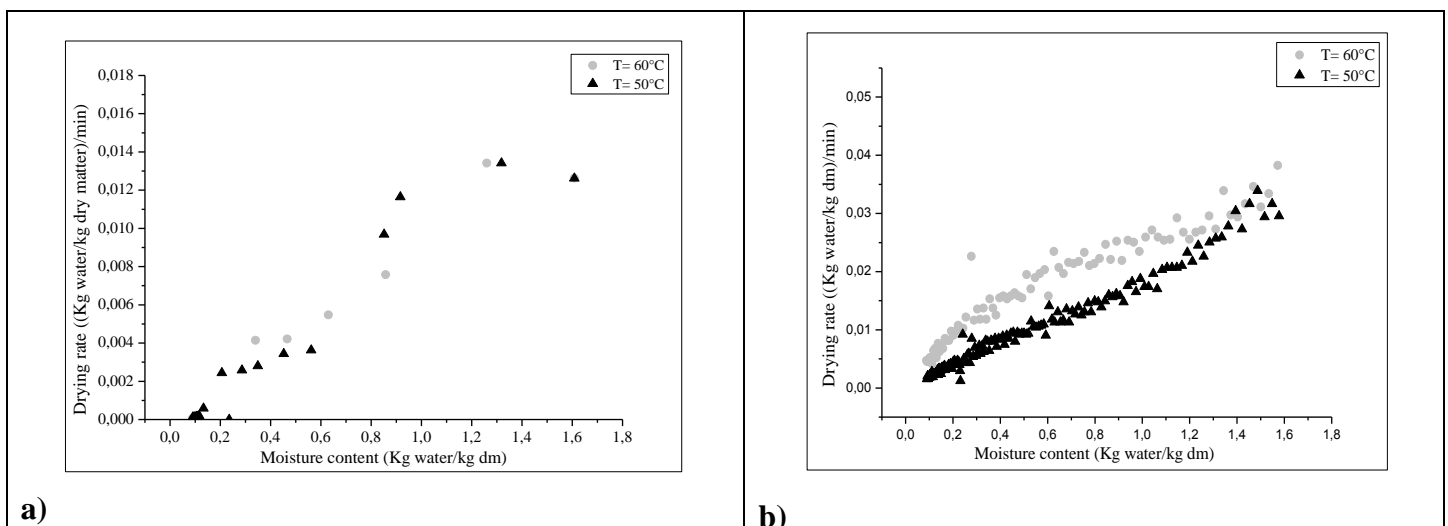 T= 60°C
T= 50°C
0,018
0,016
0,014
0,012
0,010
0,008
0,006
0,004
0,002
0,000
Drying rate ((Kg water/kg dry matter)/min)
0,0 0,2 0,4 0,6 0,8 1,0 1,2 1,4 1,6 1,8
Moisture content (Kg water/kg dm)
a)
T= 60°C
T= 50°C
0,05
0,04
0,03
0,02
0,01
0,00
Drying rate ((Kg water/kg dm)/min)
0,0 0,2 0,4 0,6 0,8 1,0 1,2 1,4 1,6 1,8
Moisture content (Kg water/kg dm)
b)